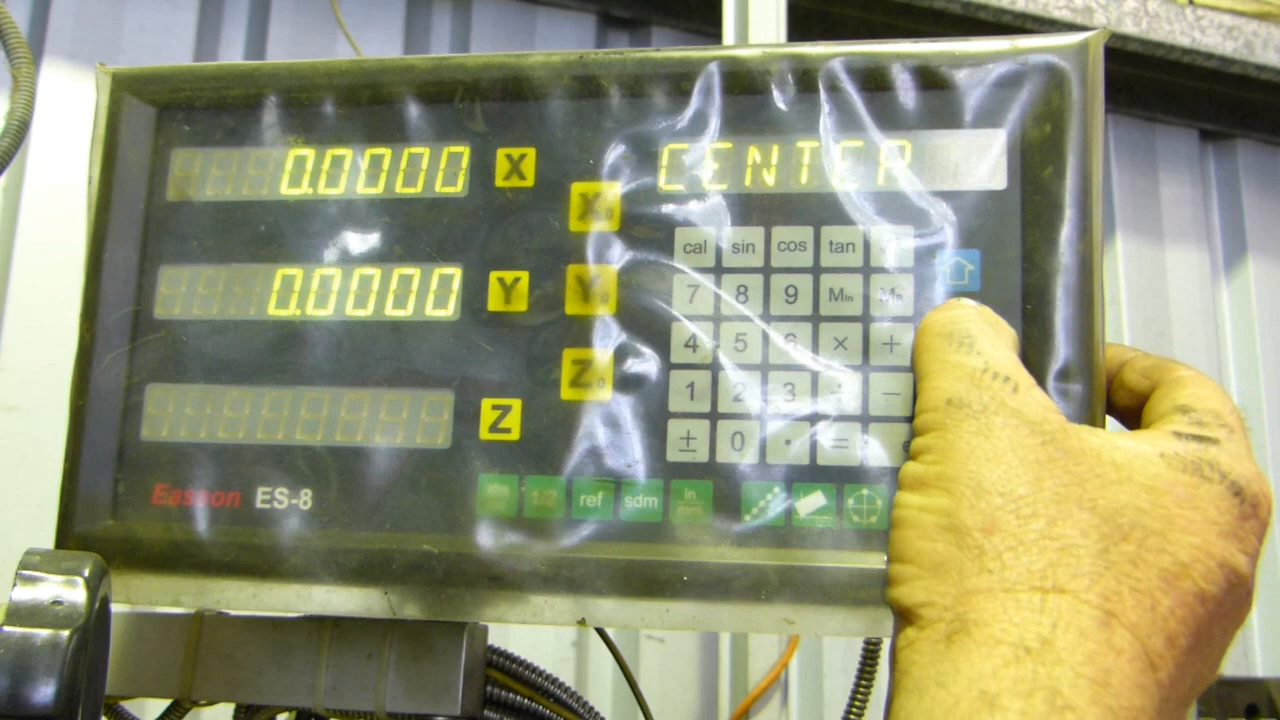 0.0000 X CENTER
X0
cal sin cos tan
0.0000 Y Y0 7 8 9 Min
4 5 6 × +
Z0
Z 1 2 3 ÷ −
± 0 . =
Easson ES-8 1/2 ref sdm in